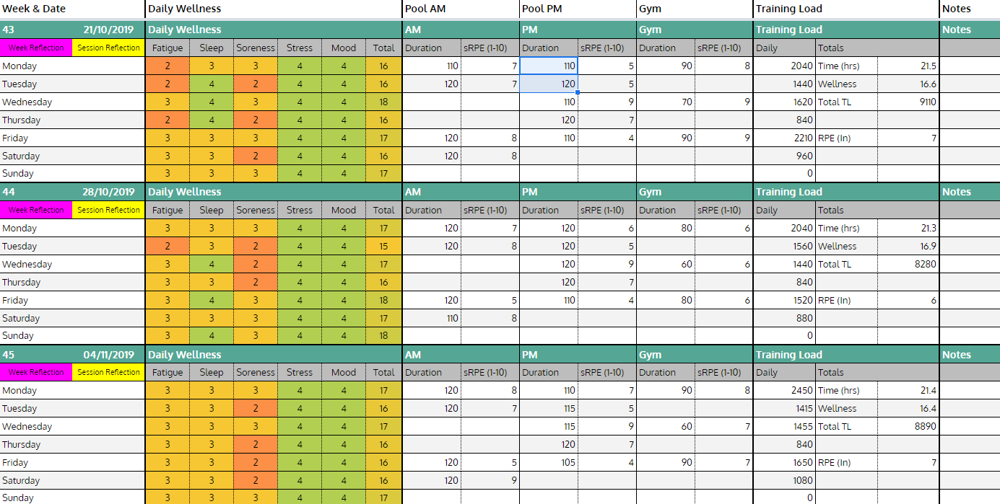 Week & Date Daily Wellness Pool AM Pool PM Gym Training Load Notes
43 21/10/2019 Daily Wellness AM PM Gym Training Load Notes
Week Reflection Session Reflection Fatigue Sleep Soreness Stress Mood Total Duration sRPE (1-10) Duration sRPE (1-10) Duration sRPE (1-10) Daily Totals
Monday 2 3 3 4 4 16 110 7 110 5 90 8 2040 Time (hrs) 21.5
Tuesday 2 4 2 4 4 16 120 7 120 5 1440 Wellness 16.6
Wednesday 3 4 3 4 4 18 110 9 70 9 1620 Total TL 9110
Thursday 2 4 2 4 4 16 120 7 840
Friday 3 3 3 4 4 17 120 8 110 4 90 9 2210 RPE (In) 7
Saturday 3 3 2 4 4 16 120 8 960
Sunday 3 3 3 4 4 17 0
44 28/10/2019 Daily Wellness AM PM Gym Training Load Notes
Week Reflection Session Reflection Fatigue Sleep Soreness Stress Mood Total Duration sRPE (1-10) Duration sRPE (1-10) Duration sRPE (1-10) Daily Totals
Monday 3 3 3 4 4 17 120 7 120 6 80 6 2040 Time (hrs) 21.3
Tuesday 2 3 2 4 4 15 120 8 120 5 1560 Wellness 16.9
Wednesday 3 4 2 4 4 17 120 9 60 6 1440 Total TL 8280
Thursday 3 3 2 4 4 16 120 7 840
Friday 3 4 3 4 4 18 120 5 110 4 80 6 1520 RPE (In) 6
Saturday 3 3 3 4 4 17 110 8 880
Sunday 3 4 3 4 4 18 0
45 04/11/2019 Daily Wellness AM PM Gym Training Load Notes
Week Reflection Session Reflection Fatigue Sleep Soreness Stress Mood Total Duration sRPE (1-10) Duration sRPE (1-10) Duration sRPE (1-10) Daily Totals
Monday 3 3 3 4 4 17 120 8 110 7 90 8 2450 Time (hrs) 21.4
Tuesday 3 3 2 4 4 16 120 7 115 5 1415 Wellness 16.4
Wednesday 3 3 3 4 4 17 115 9 60 7 1455 Total TL 8890
Thursday 3 3 2 4 4 16 120 7 840
Friday 3 3 2 4 4 16 120 5 105 4 90 7 1650 RPE (In) 7
Saturday 3 3 2 4 4 16 120 9 1080
Sunday 3 3 3 4 4 17 0